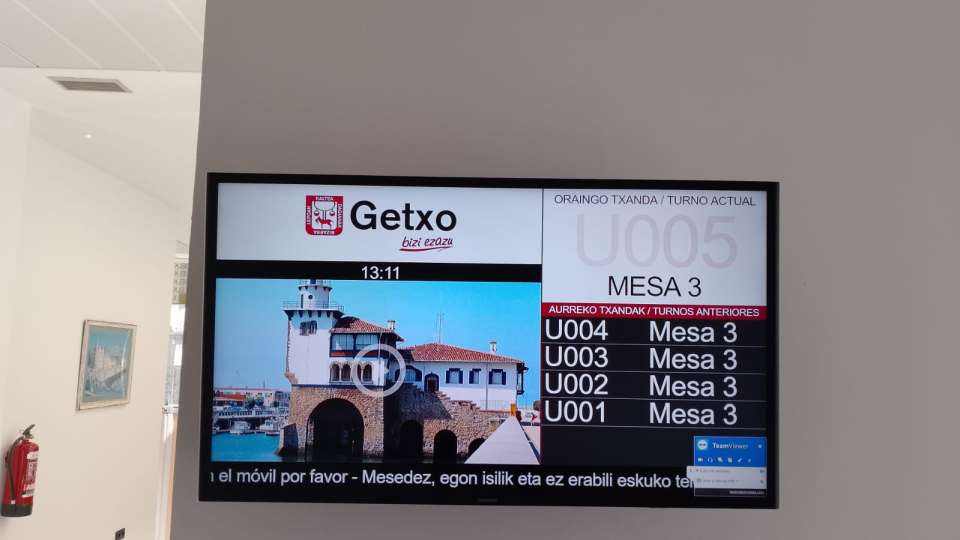 Getxo
bizi ezazu
13:11
ORAINGO TXANDA / TURNO ACTUAL
U005
MESA 3
AURREKO TXANDAK / TURNOS ANTERIORES
U004 Mesa 3
U003 Mesa 3
U002 Mesa 3
U001 Mesa 3
TeamViewer
el móvil por favor - Mesedez, egon isilik eta ez erabili eskuko